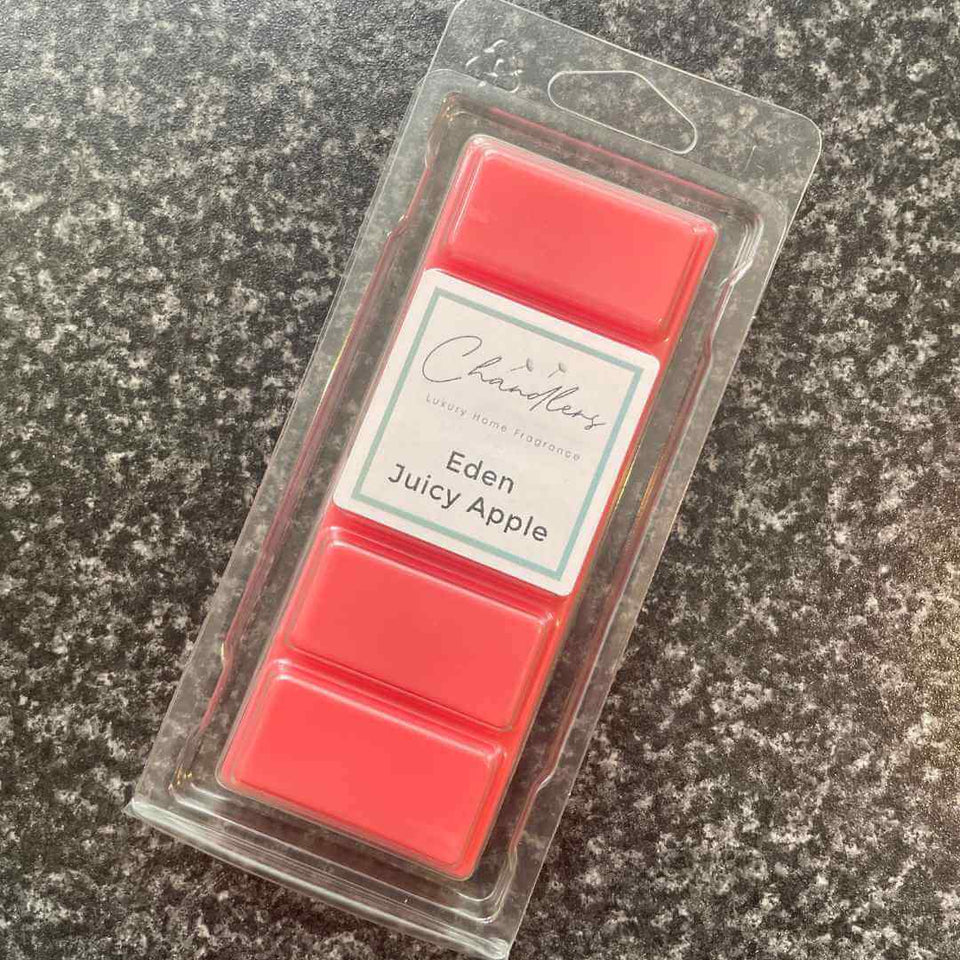 Chandlers
Luxury Home Fragrance
Eden
Juicy Apple